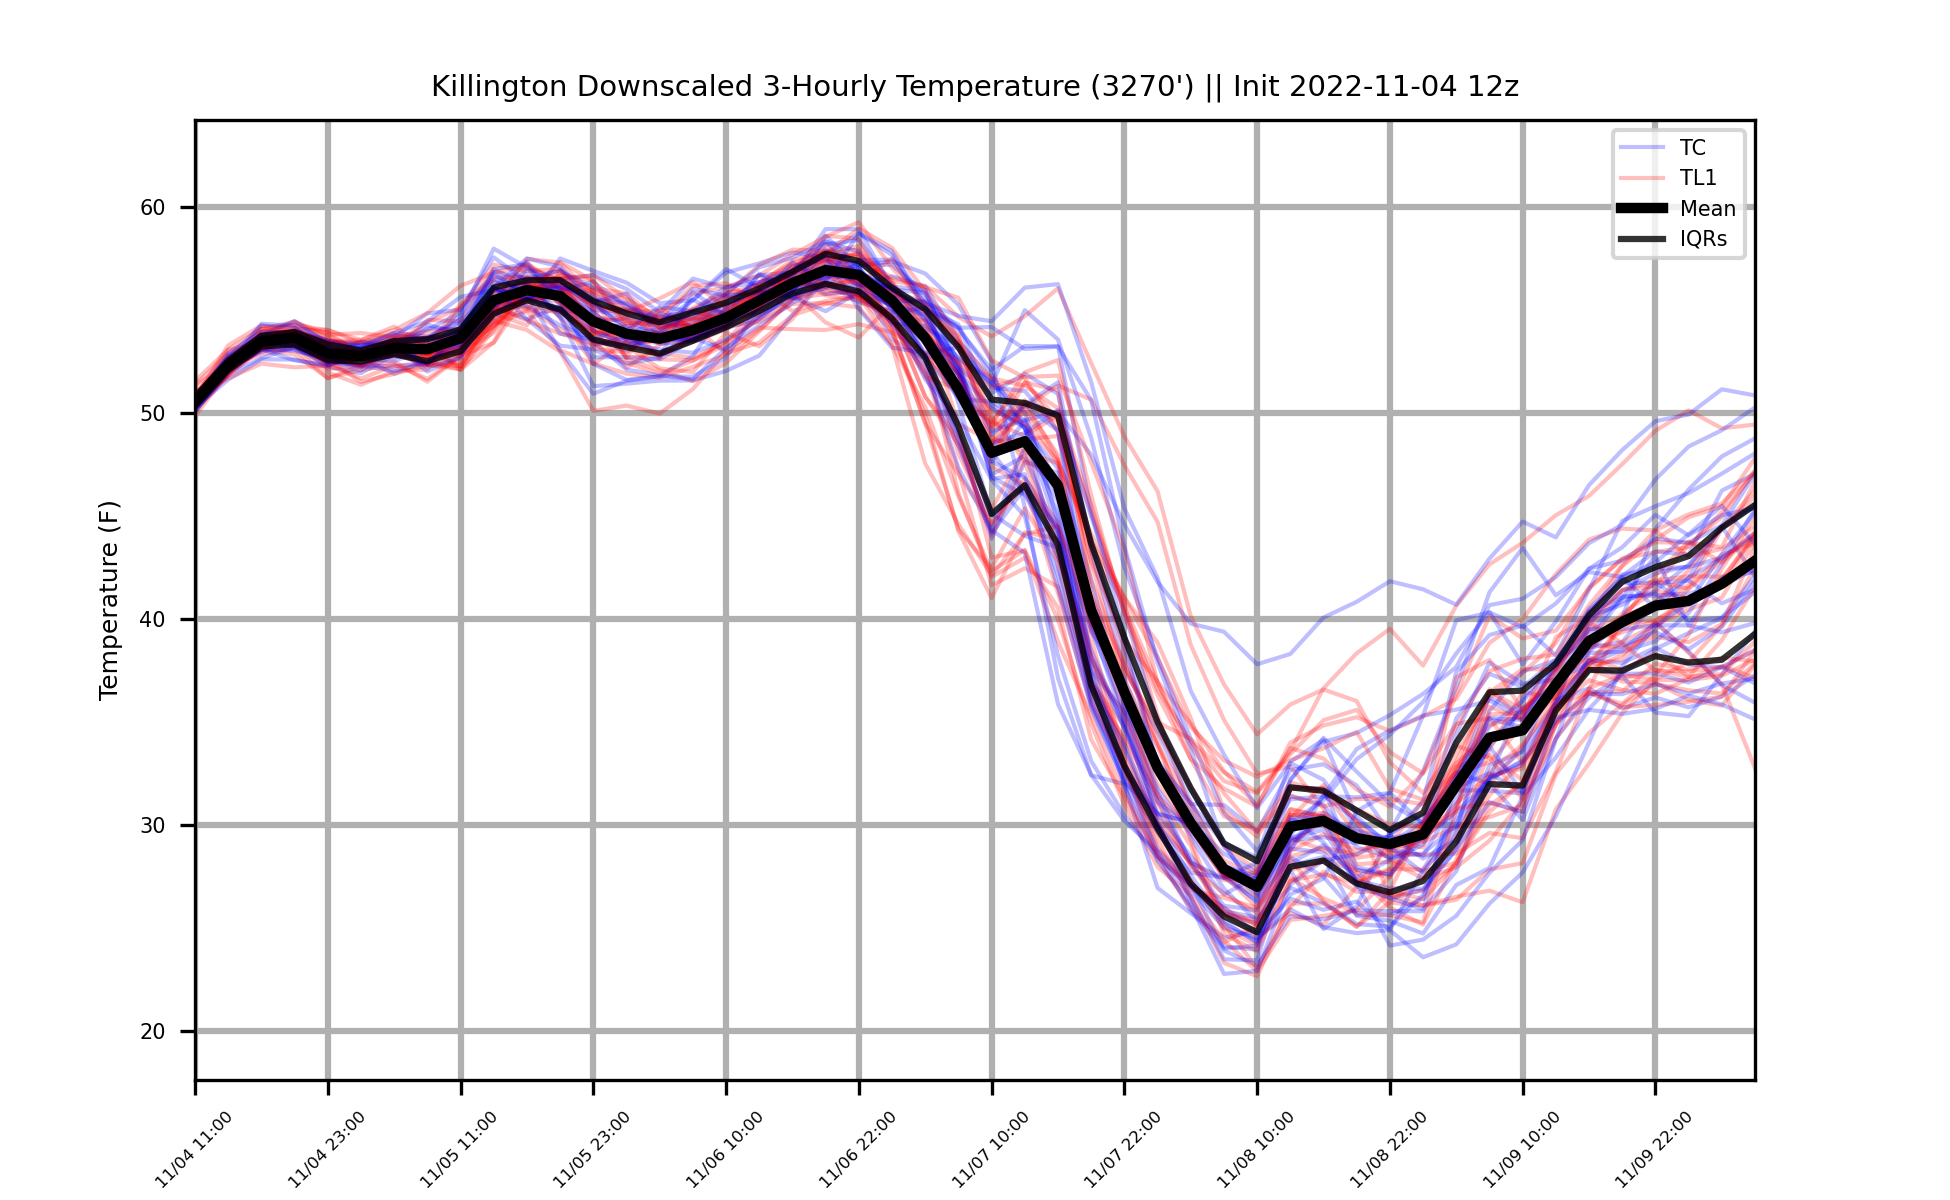 Killington Downscaled 3-Hourly Temperature (3270') || Init 2022-11-04 12z
TC
TL1
Mean
IQRs
Temperature (F)
60
50
40
30
20
11/04 11:00
11/04 23:00
11/05 11:00
11/05 23:00
11/06 10:00
11/06 22:00
11/07 10:00
11/07 22:00
11/08 10:00
11/08 22:00
11/09 10:00
11/09 22:00